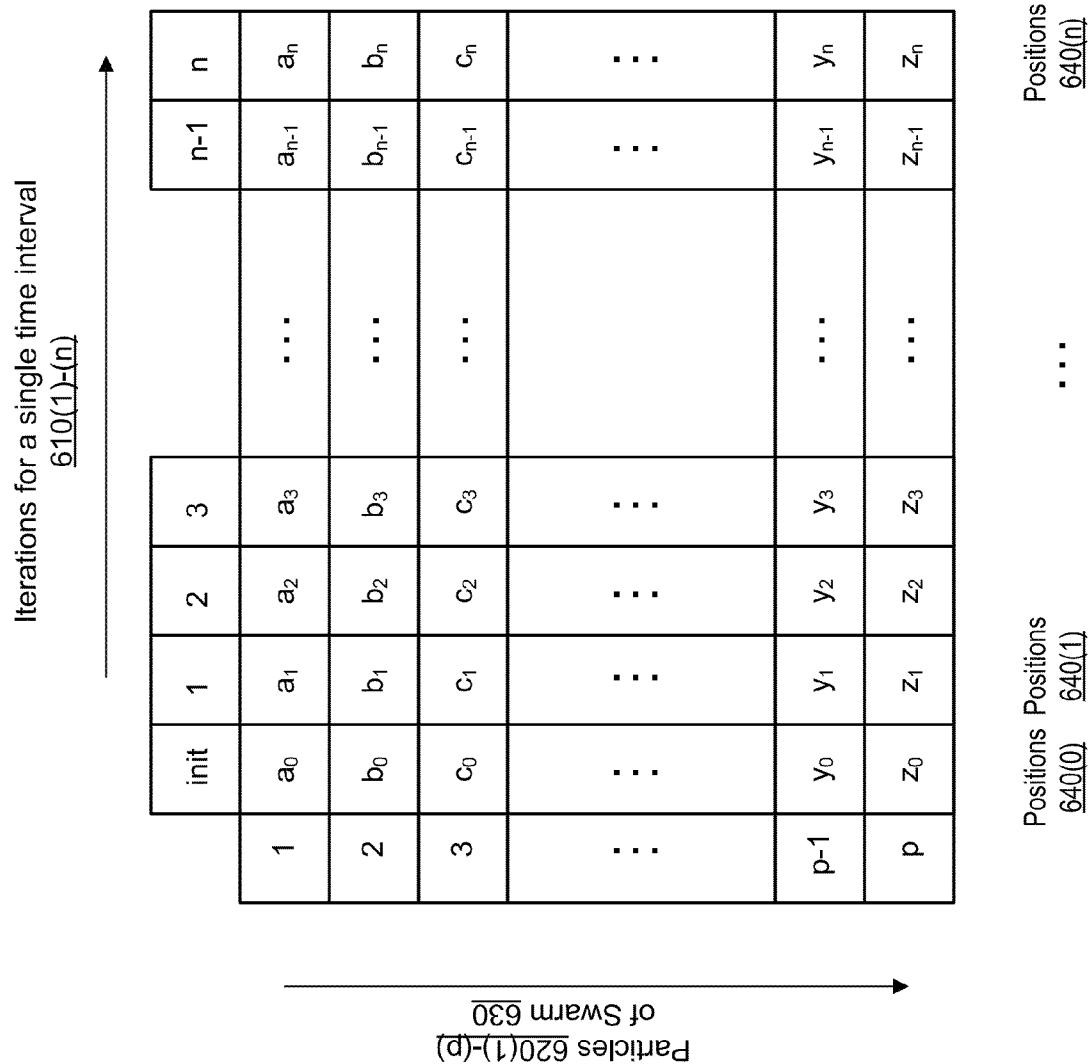 Iterations for a single time interval
610(1)-(n)
Particles 620(1)-(p)
of Swarm 630
init 1 2 3 n-1 n
1 a₀ a₁ a₂ a₃ ... aₙ₋₁ aₙ
2 b₀ b₁ b₂ b₃ ... bₙ₋₁ bₙ
3 c₀ c₁ c₂ c₃ ... cₙ₋₁ cₙ
... ... ... ... ... ... ...
p-1 y₀ y₁ y₂ y₃ ... yₙ₋₁ yₙ
p z₀ z₁ z₂ z₃ ... zₙ₋₁ zₙ
Positions Positions ... Positions
640(0) 640(1) 640(n)